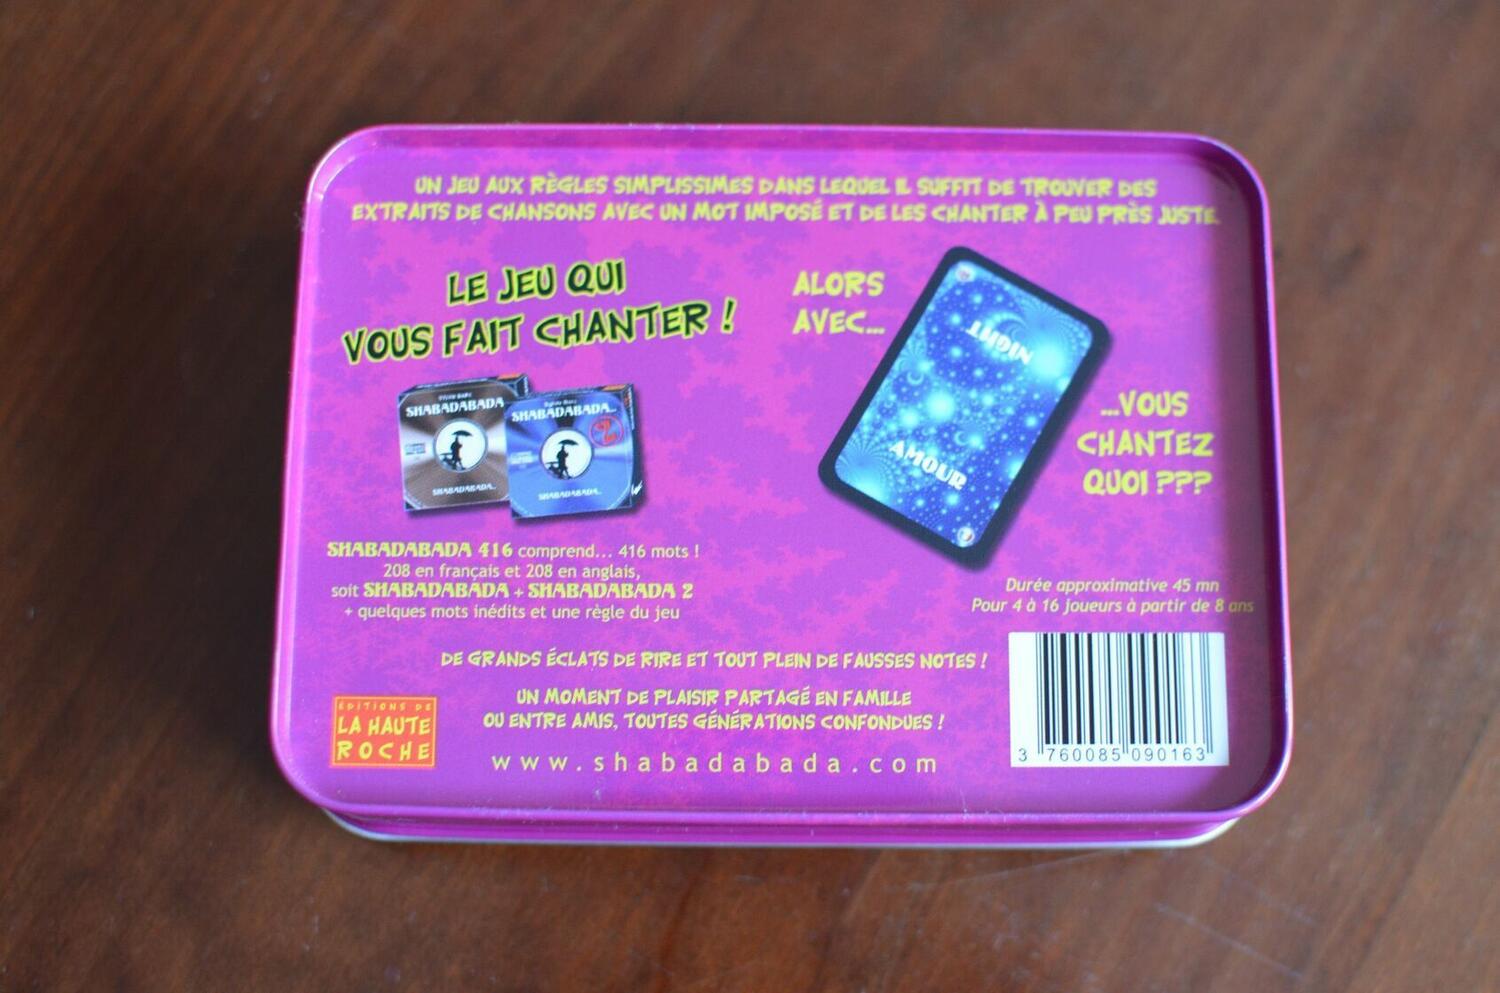 UN JEU AUX RÈGLES SIMPLISSIMES DANS LEQUEL IL SUFFIT DE TROUVER DES
EXTRAITS DE CHANSONS AVEC UN MOT IMPOSÉ ET DE LES CHANTER À PEU PRÈS JUSTE.
LE JEU QUI
VOUS FAIT CHANTER !
ALORS
AVEC...
NIGHT
AMOUR
...VOUS
CHANTEZ
QUOI ???
SHABADABADA
SHABADABADA...
SHABADABADA...
2
SHABADABADA...
SHABADABADA 416 comprend... 416 mots !
208 en français et 208 en anglais,
soit SHABADABADA + SHABADABADA 2
+ quelques mots inédits et une règle du jeu
Durée approximative 45 mn
Pour 4 à 16 joueurs à partir de 8 ans
DE GRANDS ÉCLATS DE RIRE ET TOUT PLEIN DE FAUSSES NOTES !
UN MOMENT DE PLAISIR PARTAGÉ EN FAMILLE
OU ENTRE AMIS, TOUTES GÉNÉRATIONS CONFONDUES !
ÉDITIONS DE
LA HAUTE
ROCHE
www.shabadabada.com
3 760085 090163